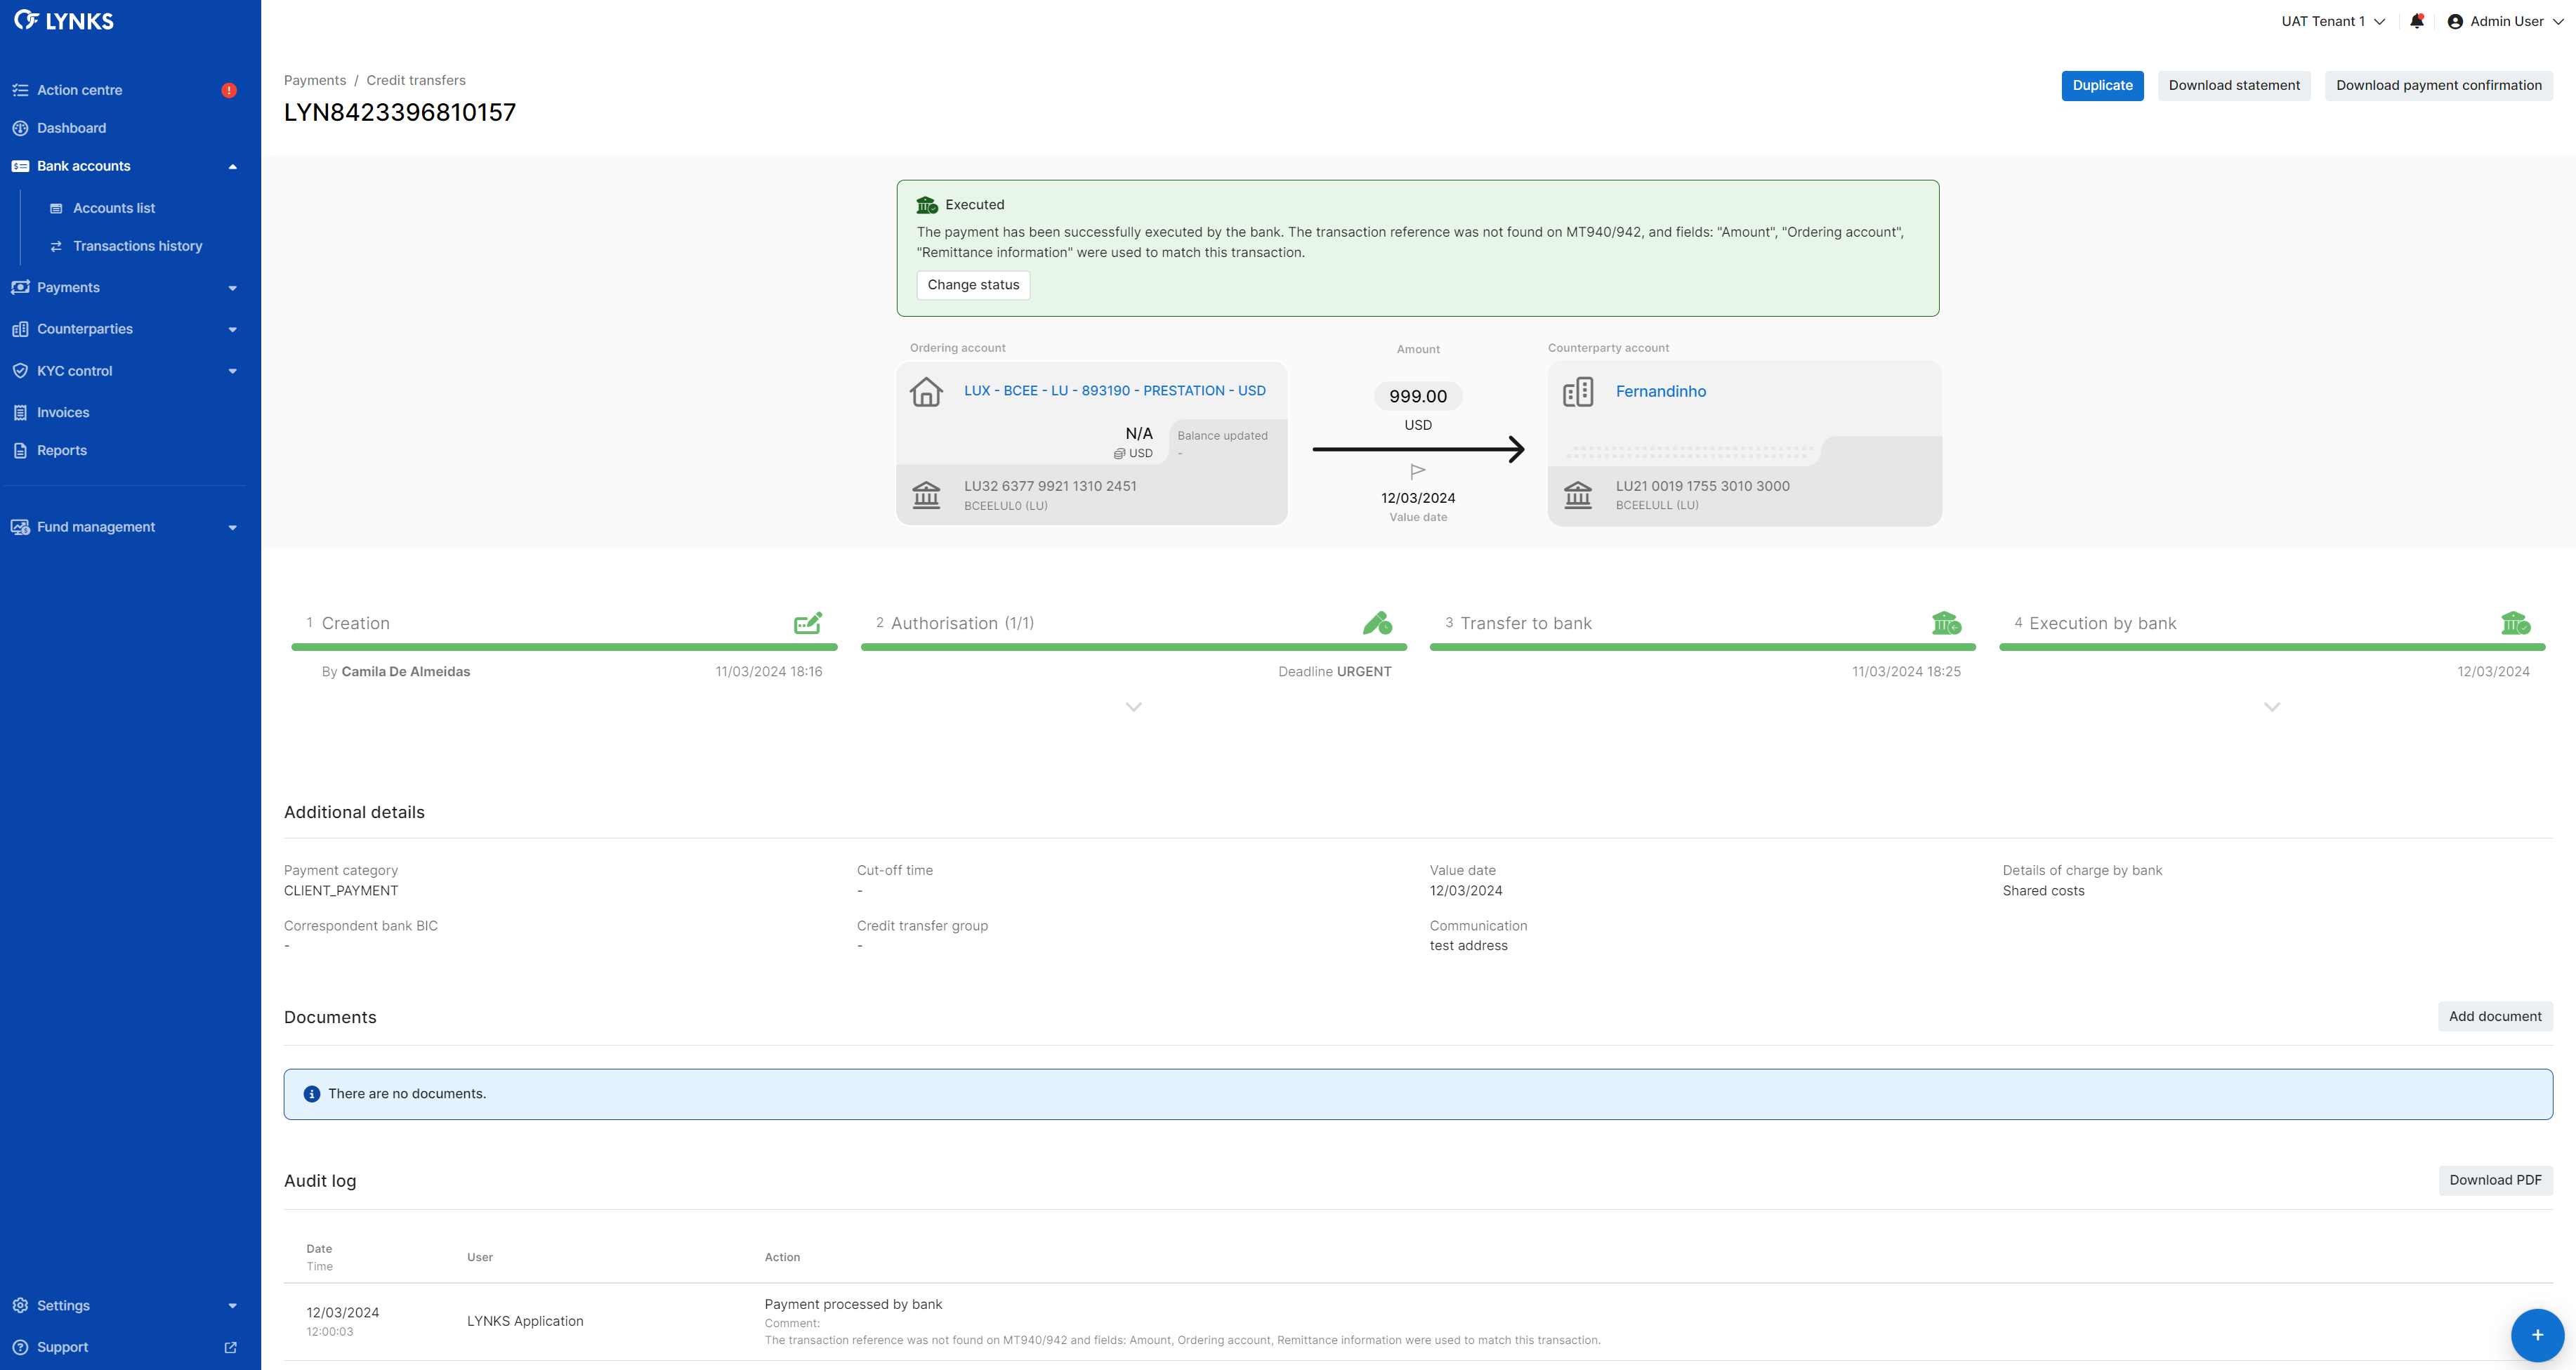 LYNKS
UAT Tenant 1
Admin User
Action centre
!
Dashboard
Bank accounts
Accounts list
Transactions history
Payments
Counterparties
KYC control
Invoices
Reports
Fund management
Settings
Support
Payments / Credit transfers
LYN8423396810157
Duplicate
Download statement
Download payment confirmation
Executed
The payment has been successfully executed by the bank. The transaction reference was not found on MT940/942, and fields: "Amount", "Ordering account",
"Remittance information" were used to match this transaction.
Change status
Ordering account
LUX - BCEE - LU - 893190 - PRESTATION - USD
N/A
USD
Balance updated
-
LU32 6377 9921 1310 2451
BCEELUL0 (LU)
Amount
999.00
USD
12/03/2024
Value date
Counterparty account
Fernandinho
LU21 0019 1755 3010 3000
BCEELULL (LU)
1 Creation
By Camila De Almeidas 11/03/2024 18:16
2 Authorisation (1/1)
Deadline URGENT
3 Transfer to bank
11/03/2024 18:25
4 Execution by bank
12/03/2024
Additional details
Payment category
CLIENT_PAYMENT
Cut-off time
-
Value date
12/03/2024
Details of charge by bank
Shared costs
Correspondent bank BIC
-
Credit transfer group
-
Communication
test address
Documents
Add document
There are no documents.
Audit log
Download PDF
Date
Time
User
Action
12/03/2024
12:00:03
LYNKS Application
Payment processed by bank
Comment:
The transaction reference was not found on MT940/942 and fields: Amount, Ordering account, Remittance information were used to match this transaction.
+